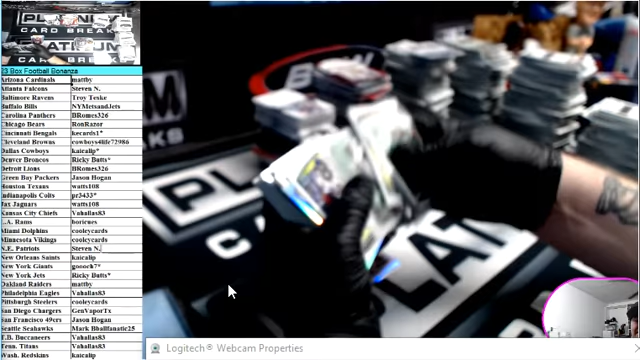 PLATINUM
CARD BREAKS
23 Box Football Bonanza
Arizona Cardinals mattby
Atlanta Falcons Steven N.
Baltimore Ravens Troy Teske
Buffalo Bills NYMetsandJets
Carolina Panthers BRomes326
Chicago Bears RonRazor
Cincinnati Bengals kecards1*
Cleveland Browns cowboys4life72986
Dallas Cowboys kaicalip*
Denver Broncos Ricky Butts*
Detroit Lions BRomes326
Green Bay Packers Jason Hogan
Houston Texans watts108
Indianapolis Colts pr3433*
Jax Jaguars watts108
Kansas City Chiefs Vahallas83
L.A. Rams boricues
Miami Dolphins cooleycards
Minnesota Vikings cooleycards
N.E. Patriots Steven N.
New Orleans Saints kaicalip
New York Giants goooch7*
New York Jets Ricky Butts*
Oakland Raiders mattby
Philadelphia Eagles Vahallas83
Pittsburgh Steelers cooleycards
San Diego Chargers GenVaporTx
San Francisco 49ers Jason Hogan
Seattle Seahawks Mark Bballfanatic25
T.B. Buccaneers Vahallas83
Tenn. Titans Vahallas83
Wash. Redskins kaicalip
Logitech® Webcam Properties